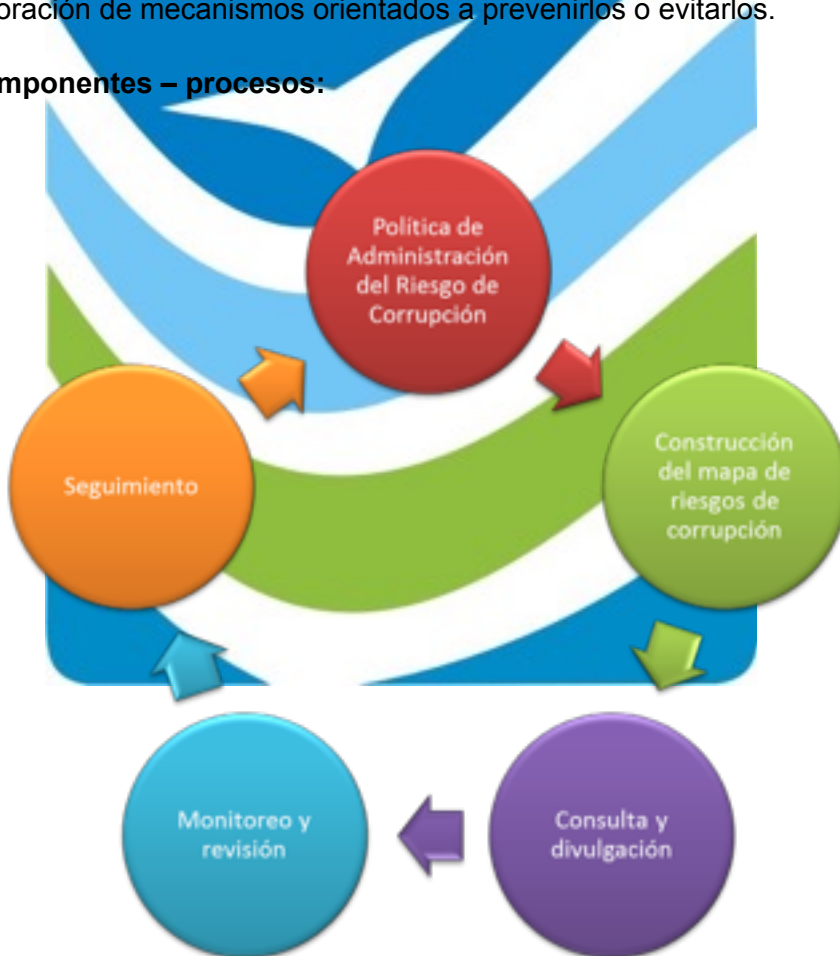 oración de mecanismos orientados a prevenirlos o evitarlos.
mponentes – procesos:
Política de
Administración
del Riesgo de
Corrupción
Construcción
del mapa de
riesgos de
corrupción
Consulta y
divulgación
Monitoreo y
revisión
Seguimiento